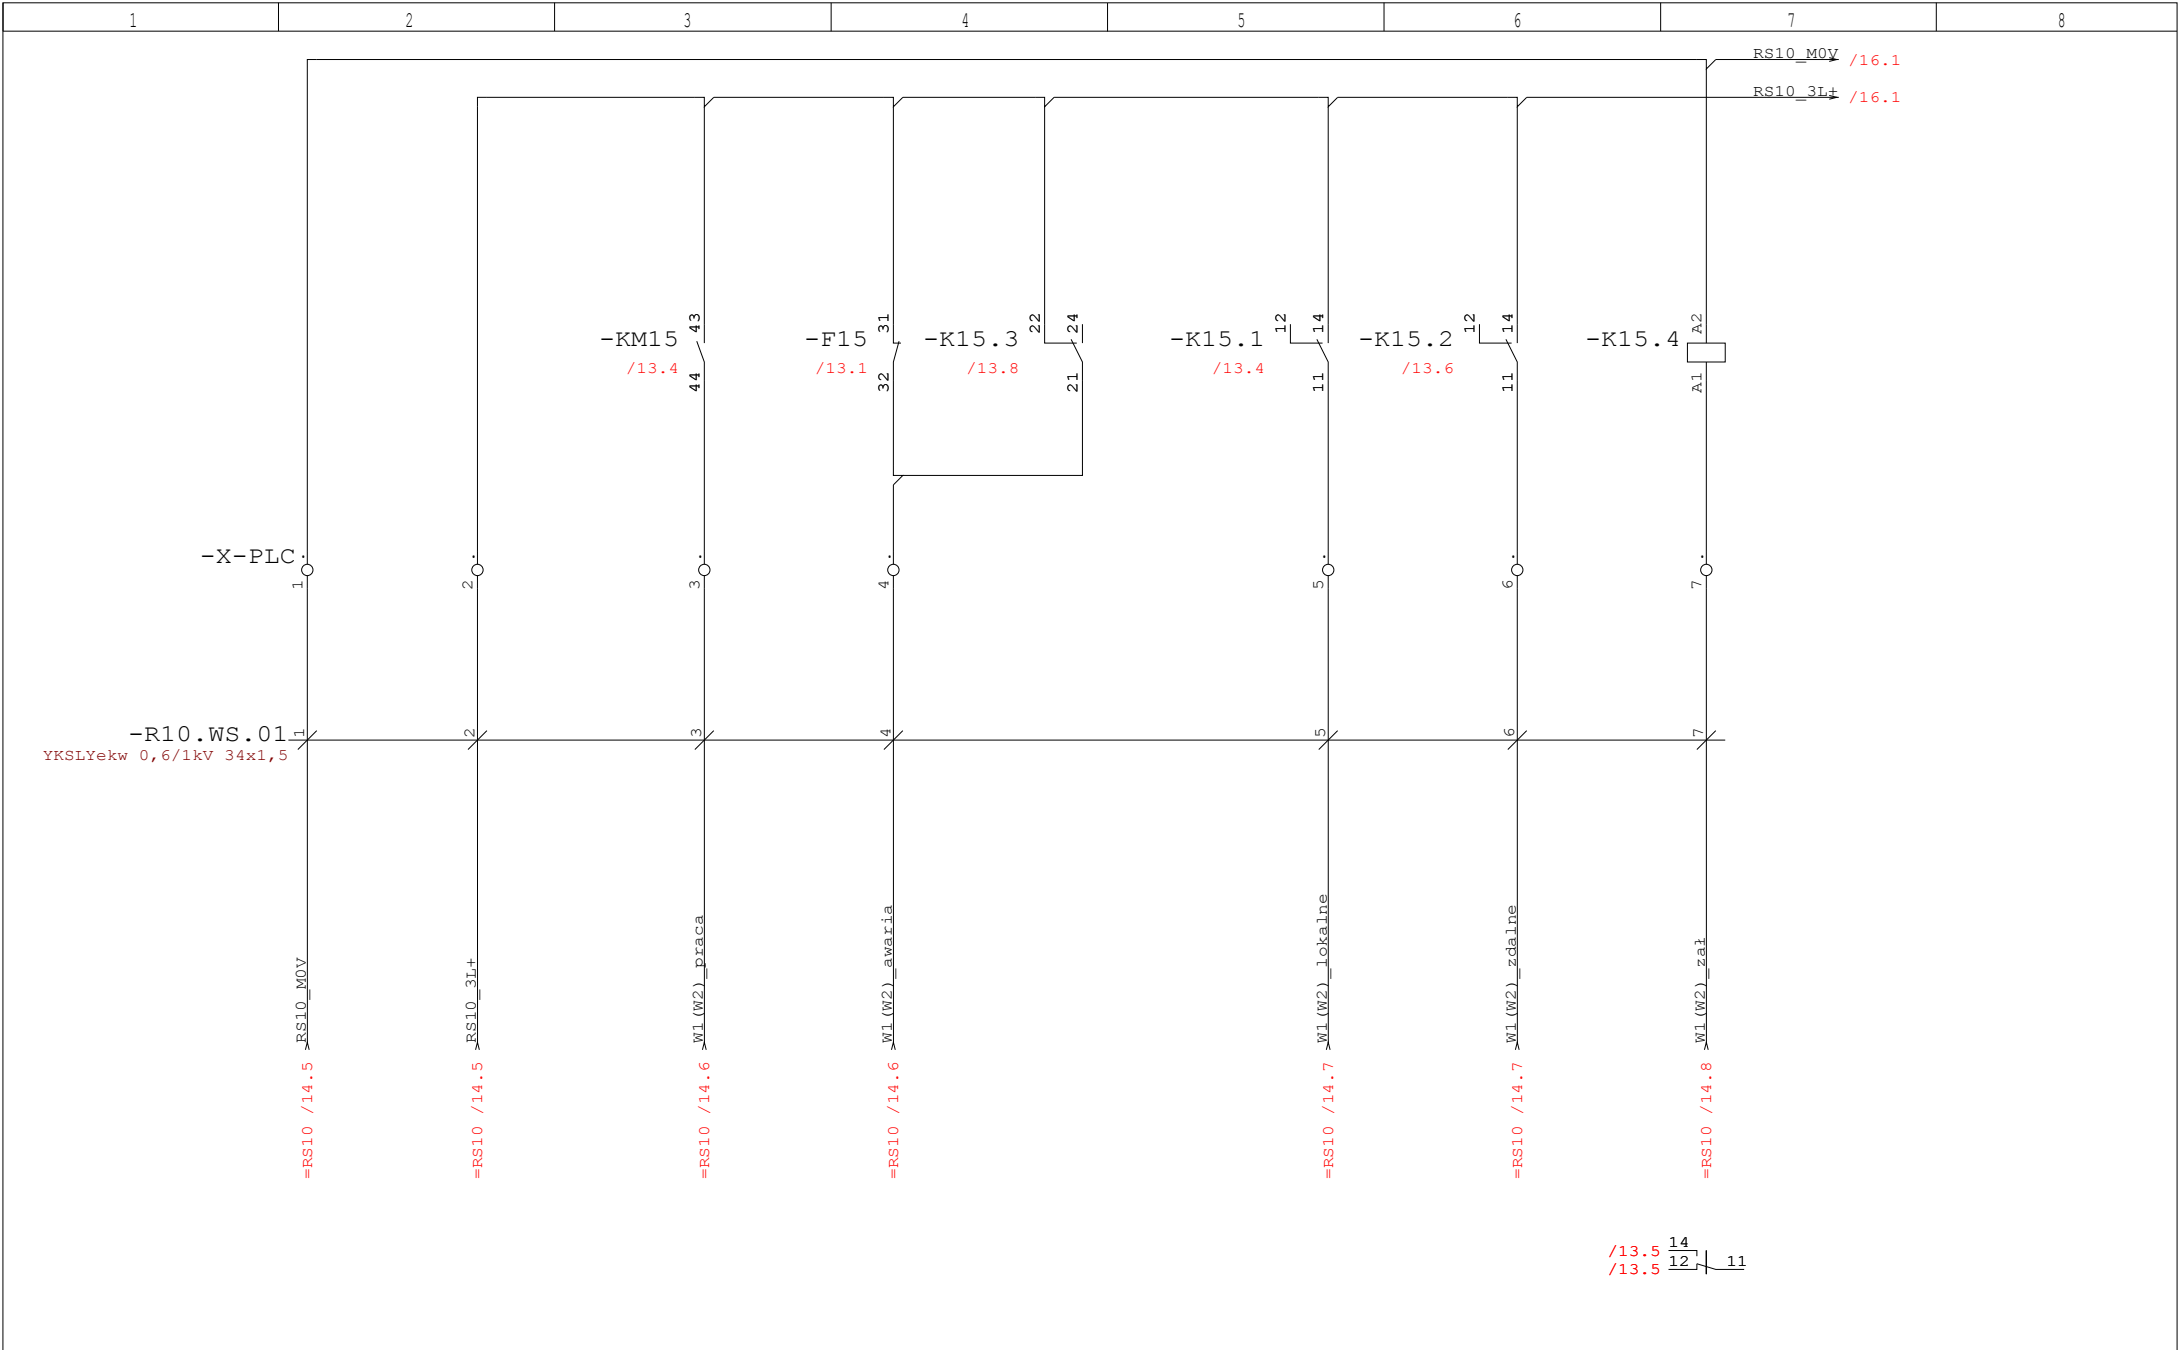 1 2 3 4 5 6 7 8
RS10_M0V /16.1
RS10_3L+ /16.1
43 31 22 24 12 14 12 14 A2
-KM15 -F15 -K15.3 -K15.1 -K15.2 -K15.4
/13.4 /13.1 /13.8 /13.4 /13.6
44 32 21 11 11 A1
-X-PLC
1 2 3 4 5 6 7
-R10.WS.01 1 2 3 4 5 6 7
YKSLYekw 0,6/1kV 34x1,5
RS10_M0V
RS10_3L+
W1(W2)_praca
W1(W2)_awaria
W1(W2)_lokalne
W1(W2)_zdalne
W1(W2)_zał
=RS10 /14.5
=RS10 /14.5
=RS10 /14.6
=RS10 /14.6
=RS10 /14.7
=RS10 /14.7
=RS10 /14.8
/13.5 14
/13.5 12 11